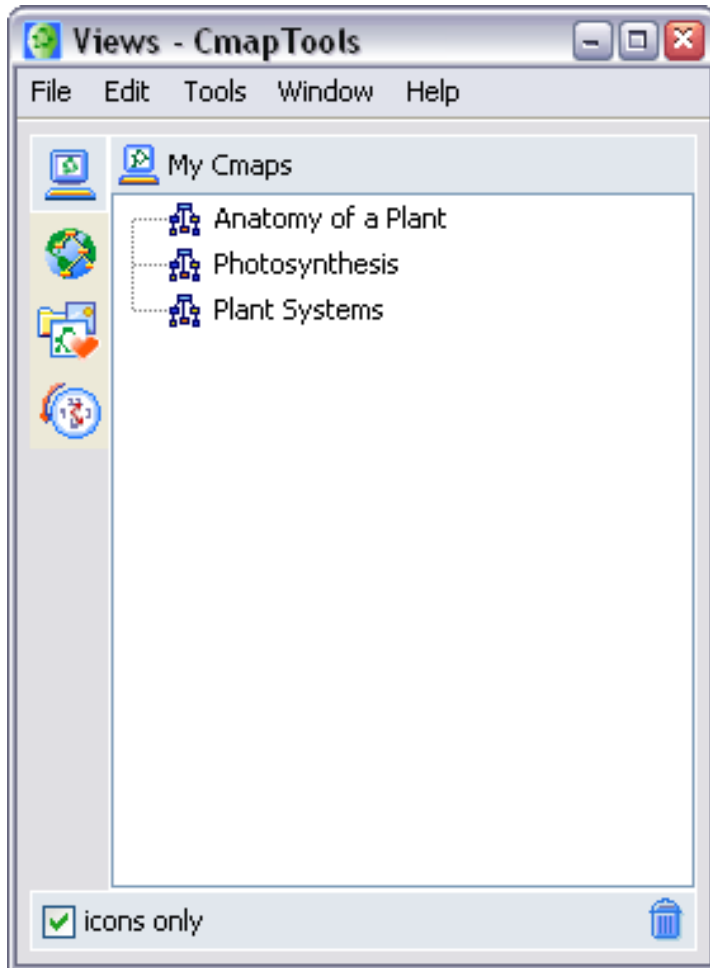 Views - CmapTools
File Edit Tools Window Help
My Cmaps
Anatomy of a Plant
Photosynthesis
Plant Systems
icons only